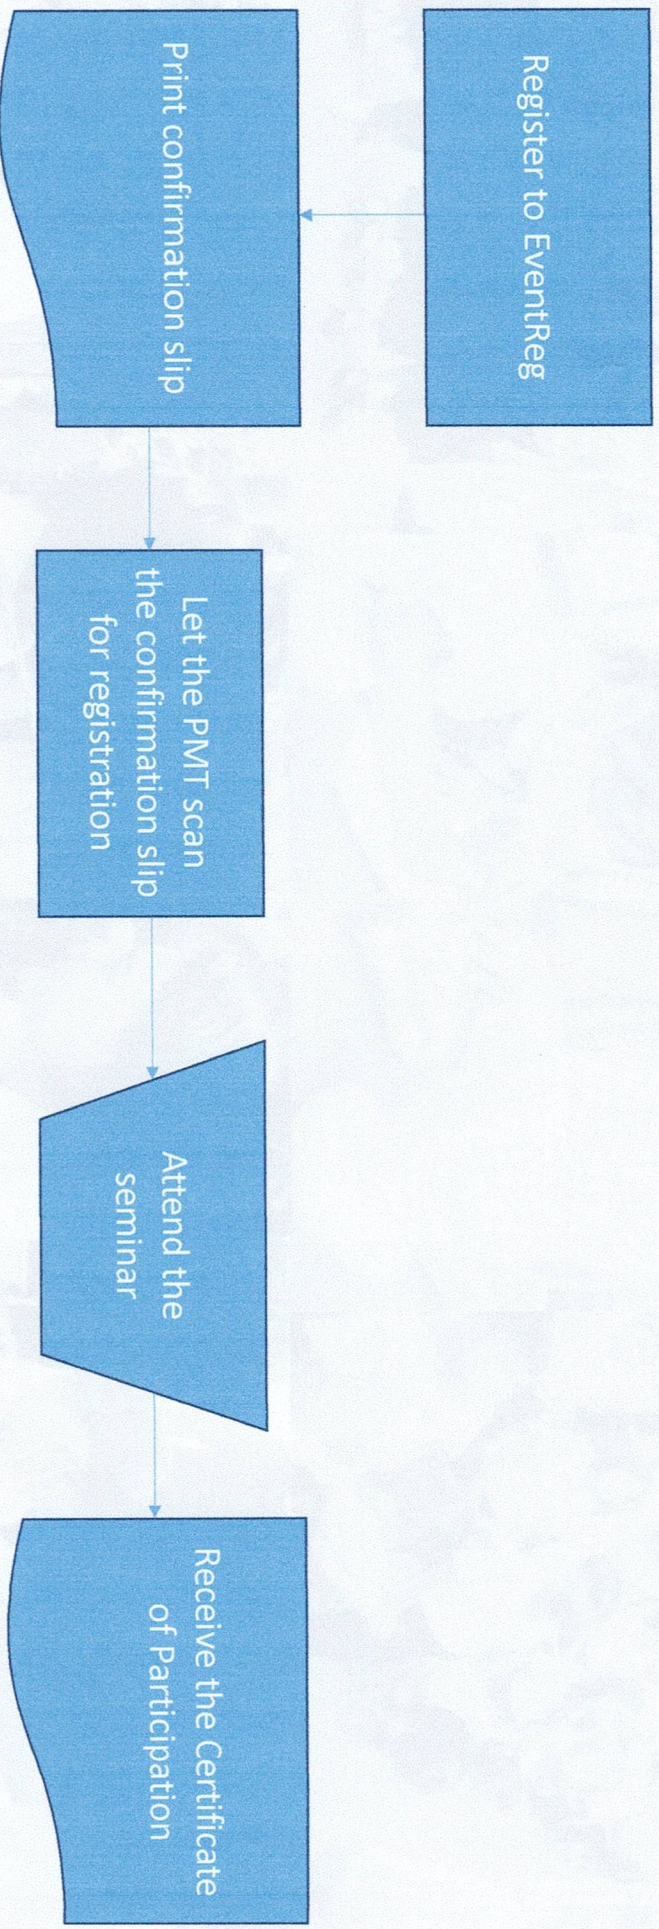 Register to EventReg
Print confirmation slip
Let the PMT scan
the confirmation slip
for registration
Attend the
seminar
Receive the Certificate
of Participation